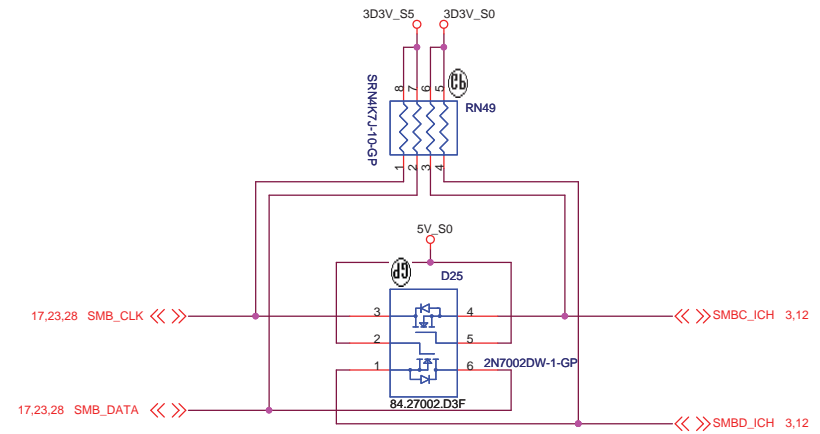 3D3V_S5 3D3V_S0
8 7 6 5
SRN4K7J-10-GP
RN49
1 2 3 4
5V_S0
D25
17,23,28 SMB_CLK
3 4
SMBC_ICH 3,12
2 5
1 6
2N7002DW-1-GP
84.27002.D3F
17,23,28 SMB_DATA
SMBD_ICH 3,12